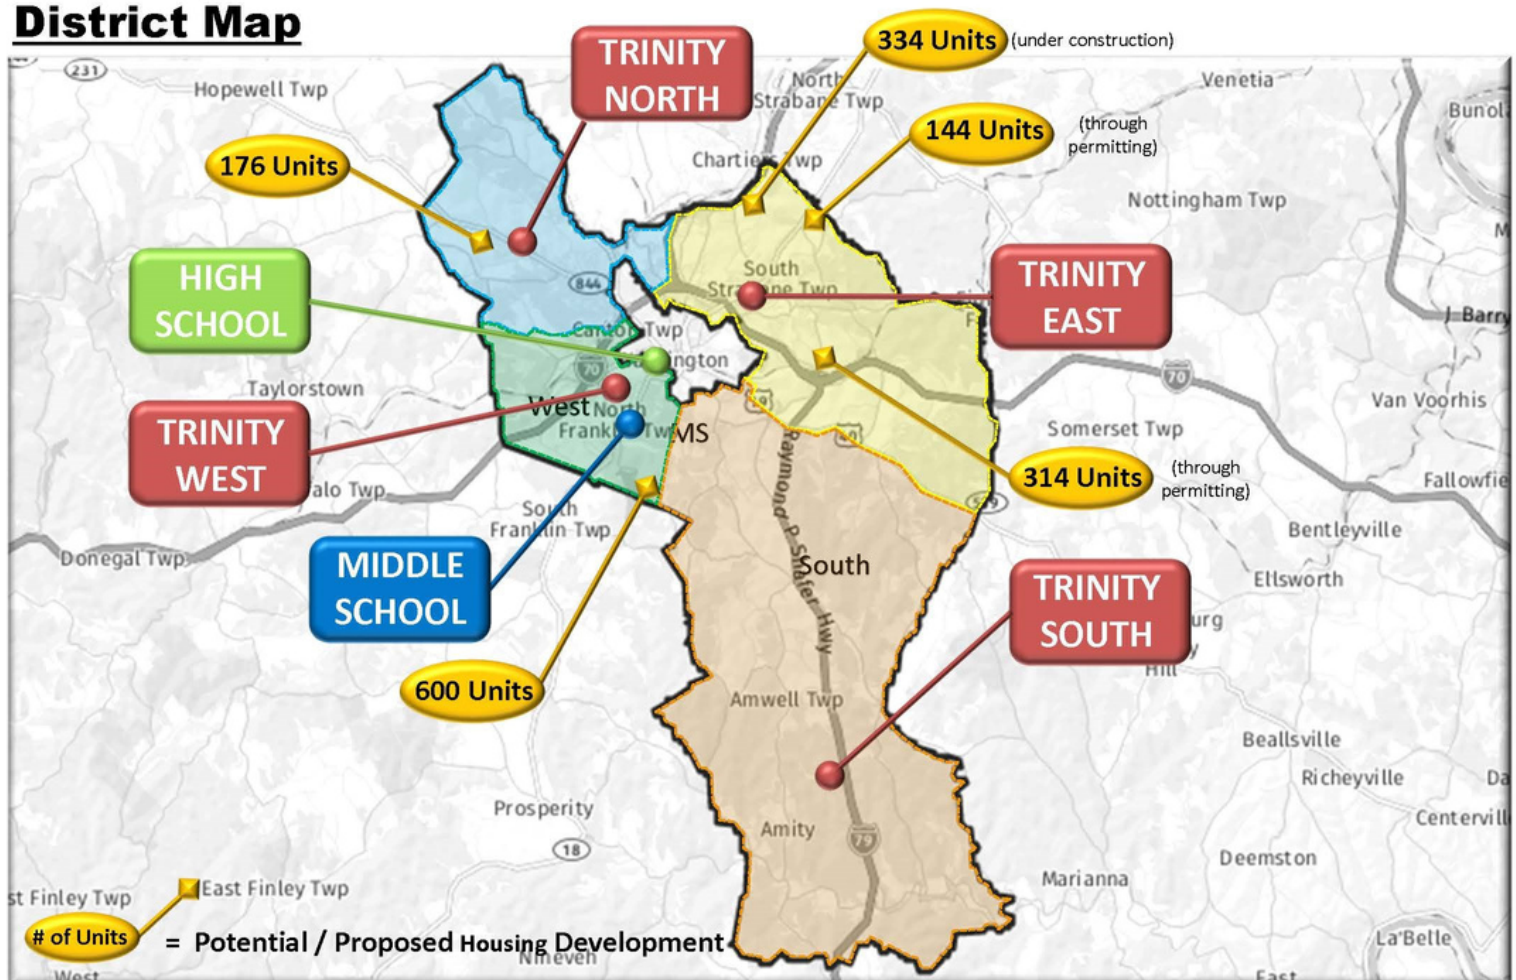 District Map
231
Hopewell Twp
TRINITY
NORTH
334 Units
(under construction)
North
Strabane Twp
Venetia
144 Units
(through
permitting)
176 Units
Chartiers Twp
Nottingham Twp
HIGH
SCHOOL
844
South
Strabane Twp
TRINITY
EAST
Canton Twp
70
70
Taylorstown
West
North
Franklin Twp
MS
Van Voorhis
TRINITY
WEST
Somerset Twp
314 Units
(through
permitting)
South
Franklin Twp
Donegal Twp
Bentleyville
Raymond P Shafer Hwy
South
Ellsworth
MIDDLE
SCHOOL
TRINITY
SOUTH
Hill
600 Units
Amwell Twp
Beallsville
Richeyville
Prosperity
Amity
79
18
Deemston
Marianna
East Finley Twp
# of Units
= Potential / Proposed Housing Development
Nineveh
La'Belle
West
East